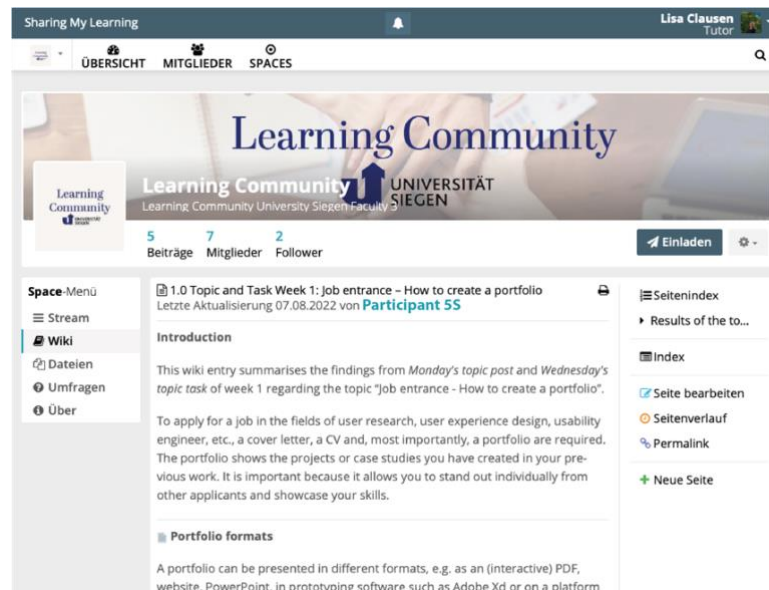 Sharing My Learning
Lisa Clausen
Tutor
ÜBERSICHT MITGLIEDER SPACES
Learning Community
Learning Community
UNIVERSITÄT
SIEGEN
Learning Community University Siegen Faculty 3
Learning
Community
5 7 2
Beiträge Mitglieder Follower
Einladen
Space-Menü
Stream
Wiki
Dateien
Umfragen
Über
1.0 Topic and Task Week 1: Job entrance – How to create a portfolio
Letzte Aktualisierung 07.08.2022 von Participant 5S
Introduction
This wiki entry summarises the findings from Monday's topic post and Wednesday's
topic task of week 1 regarding the topic "Job entrance - How to create a portfolio".
To apply for a job in the fields of user research, user experience design, usability
engineer, etc., a cover letter, a CV and, most importantly, a portfolio are required.
The portfolio shows the projects or case studies you have created in your pre-
vious work. It is important because it allows you to stand out individually from
other applicants and showcase your skills.
Portfolio formats
A portfolio can be presented in different formats, e.g. as an (interactive) PDF,
website, PowerPoint, in prototyping software such as Adobe Xd or on a platform
Seitenindex
Results of the to...
Index
Seite bearbeiten
Seitenverlauf
Permalink
Neue Seite